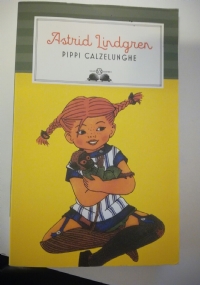 Astrid Lindgren
PIPPI CALZELUNGHE